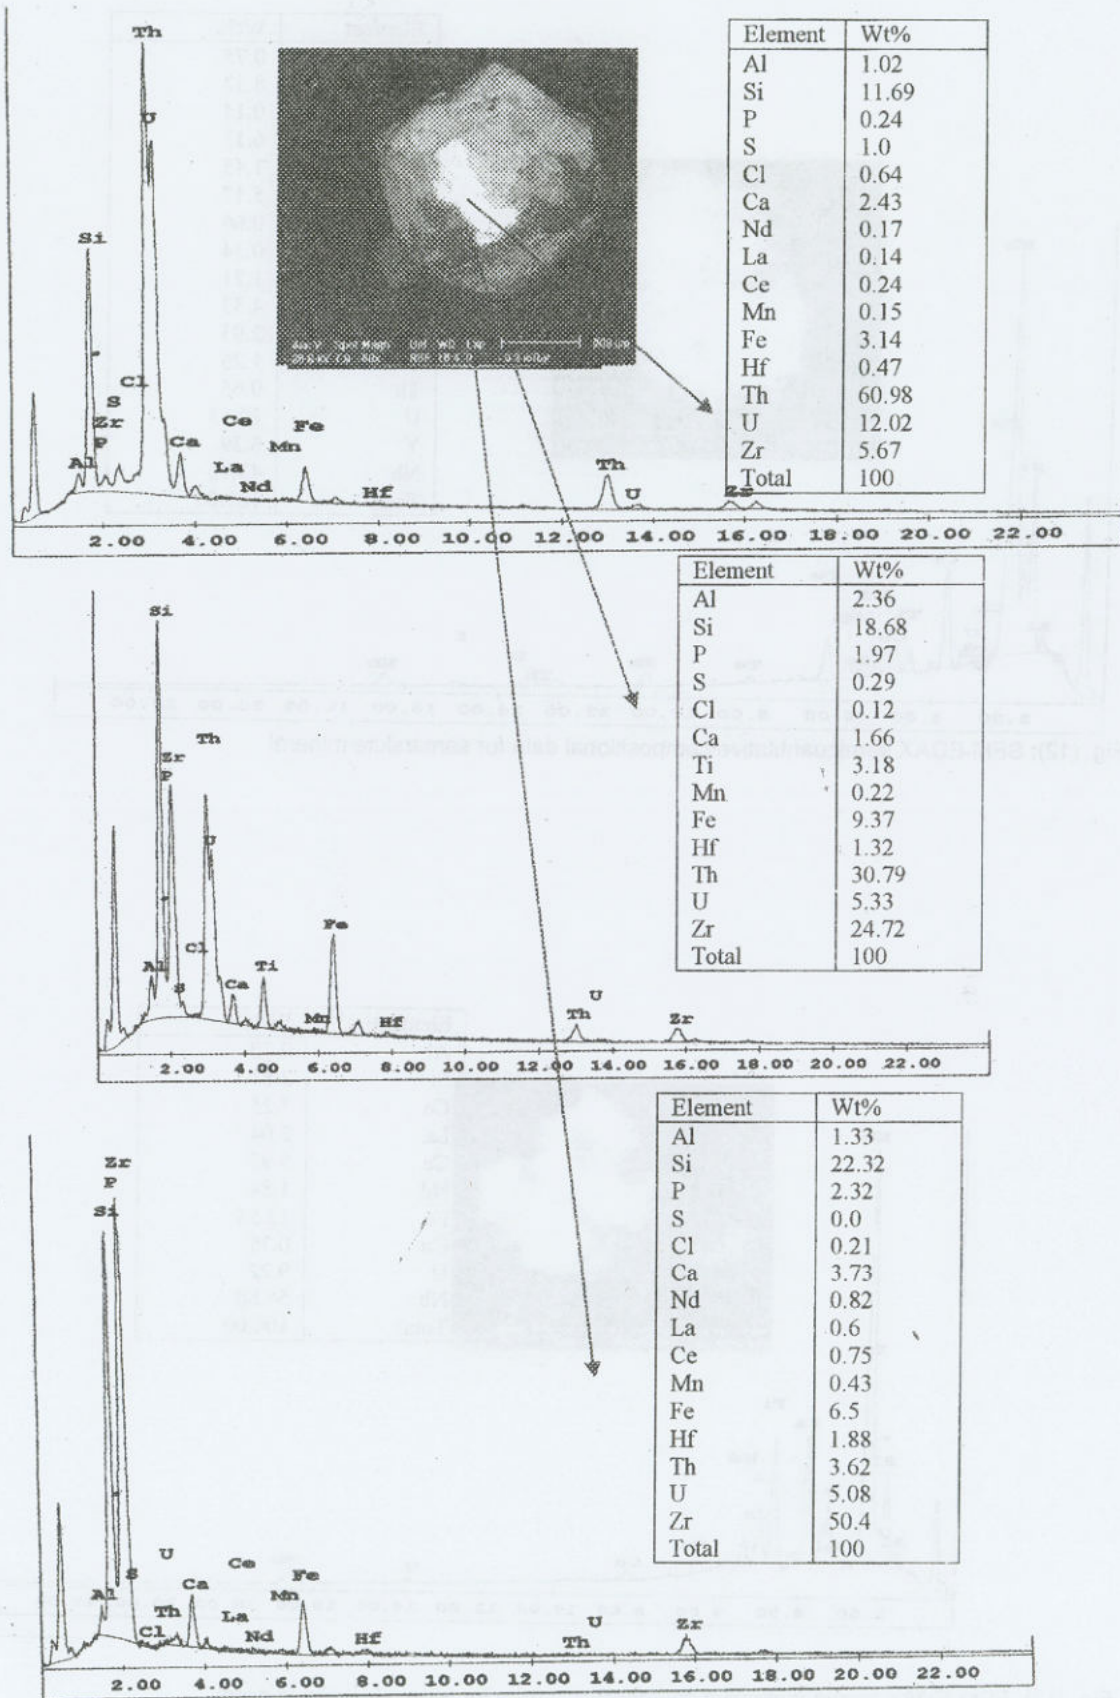 Th
U
Si
Cl
S
Zr
P
Al
Ca
Ce
La
Nd
Mn
Fe
Hf
Th
U
Zr
2.00 4.00 6.00 8.00 10.00 12.00 14.00 16.00 18.00 20.00 22.00
Element Wt%
Al 1.02
Si 11.69
P 0.24
S 1.0
Cl 0.64
Ca 2.43
Nd 0.17
La 0.14
Ce 0.24
Mn 0.15
Fe 3.14
Hf 0.47
Th 60.98
U 12.02
Zr 5.67
Total 100
Si
Zr
P
Th
U
Al
S
Cl
Ca
Ti
Mn
Fe
Hf
Th
U
Zr
2.00 4.00 6.00 8.00 10.00 12.00 14.00 16.00 18.00 20.00 22.00
Element Wt%
Al 2.36
Si 18.68
P 1.97
S 0.29
Cl 0.12
Ca 1.66
Ti 3.18
Mn 0.22
Fe 9.37
Hf 1.32
Th 30.79
U 5.33
Zr 24.72
Total 100
Zr
P
Si
Al
S
Cl
U
Th
Ca
Ce
La
Nd
Mn
Fe
Hf
U
Th
Zr
2.00 4.00 6.00 8.00 10.00 12.00 14.00 16.00 18.00 20.00 22.00
Element Wt%
Al 1.33
Si 22.32
P 2.32
S 0.0
Cl 0.21
Ca 3.73
Nd 0.82
La 0.6
Ce 0.75
Mn 0.43
Fe 6.5
Hf 1.88
Th 3.62
U 5.08
Zr 50.4
Total 100